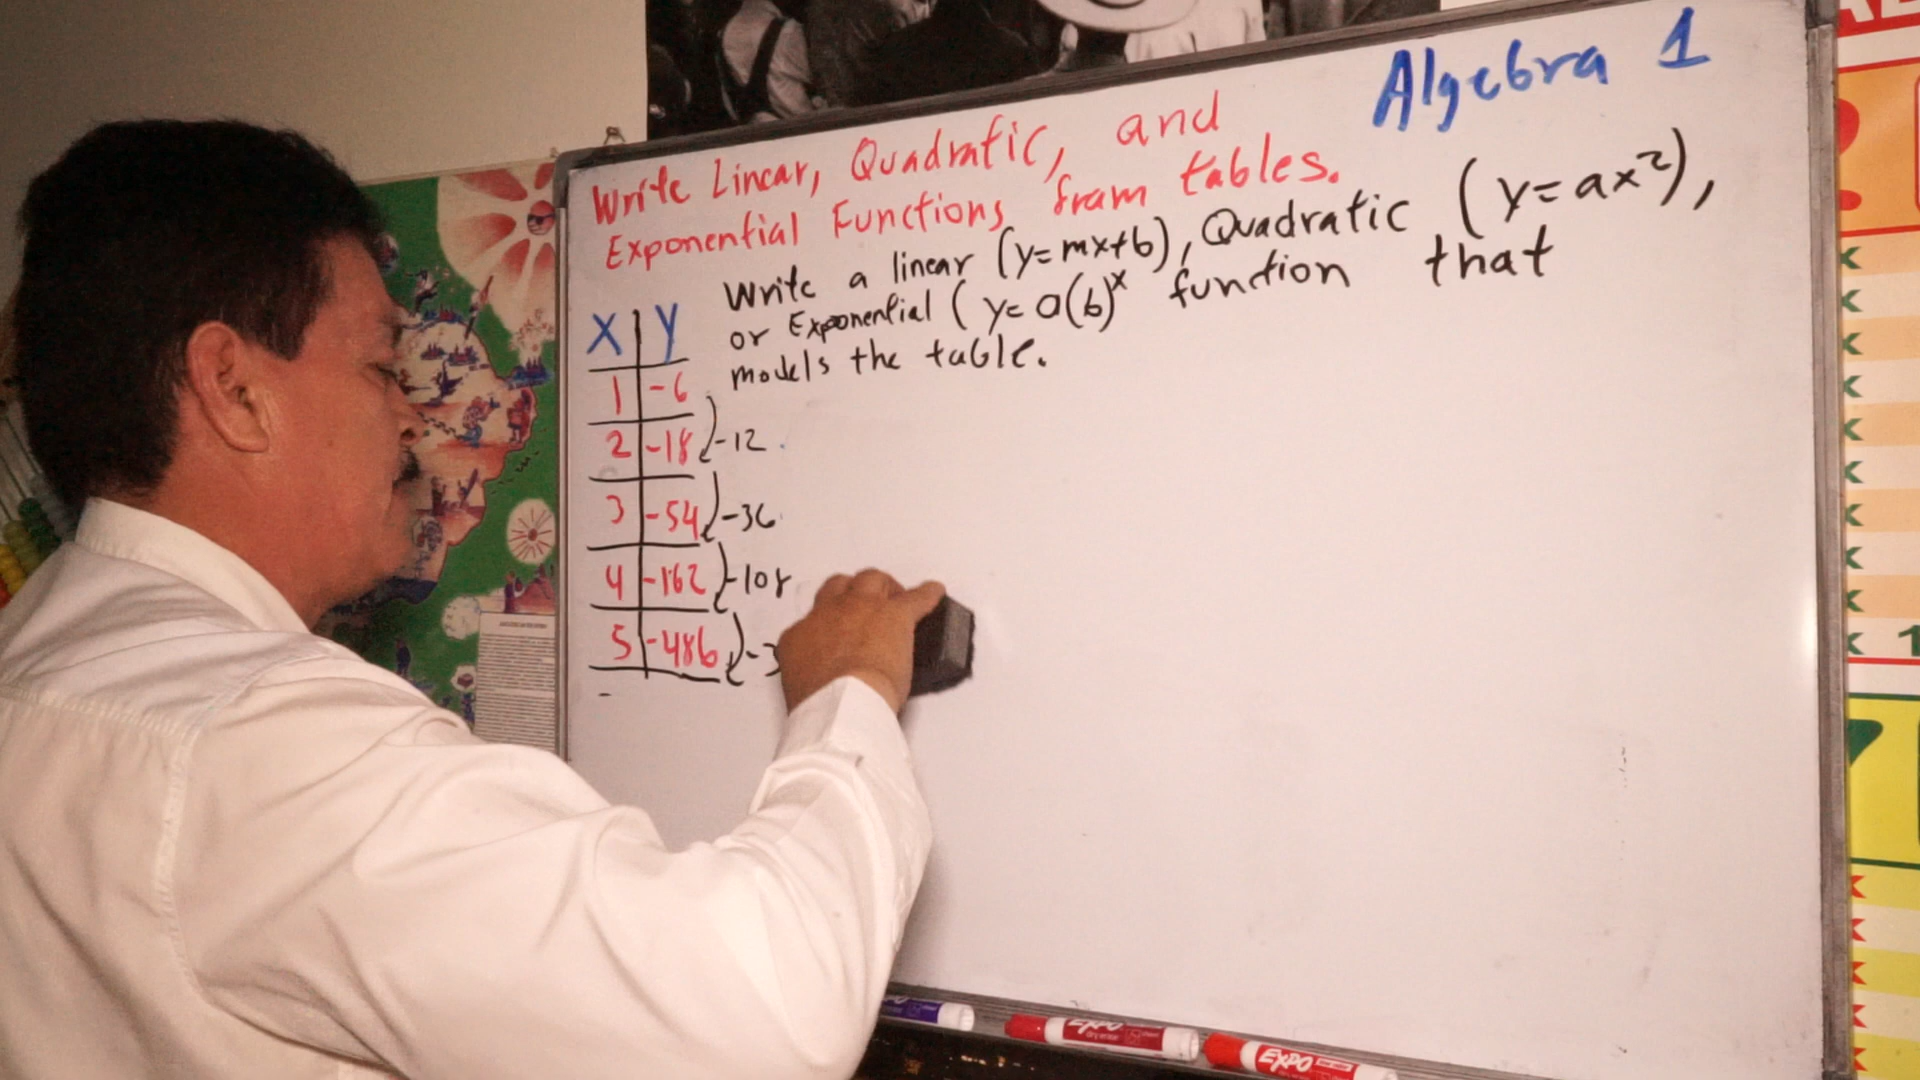 Algebra 1
Write Linear, Quadratic, and
Exponential Functions from tables.
Write a linear (y=mx+b), Quadratic (y=ax²),
or Exponential ( y= a(b)ˣ function that
models the table.
X Y
1 -6
2 -18 -12
3 -54 -36
4 -162 -108
5 -486 -3
EXPO
EXPO